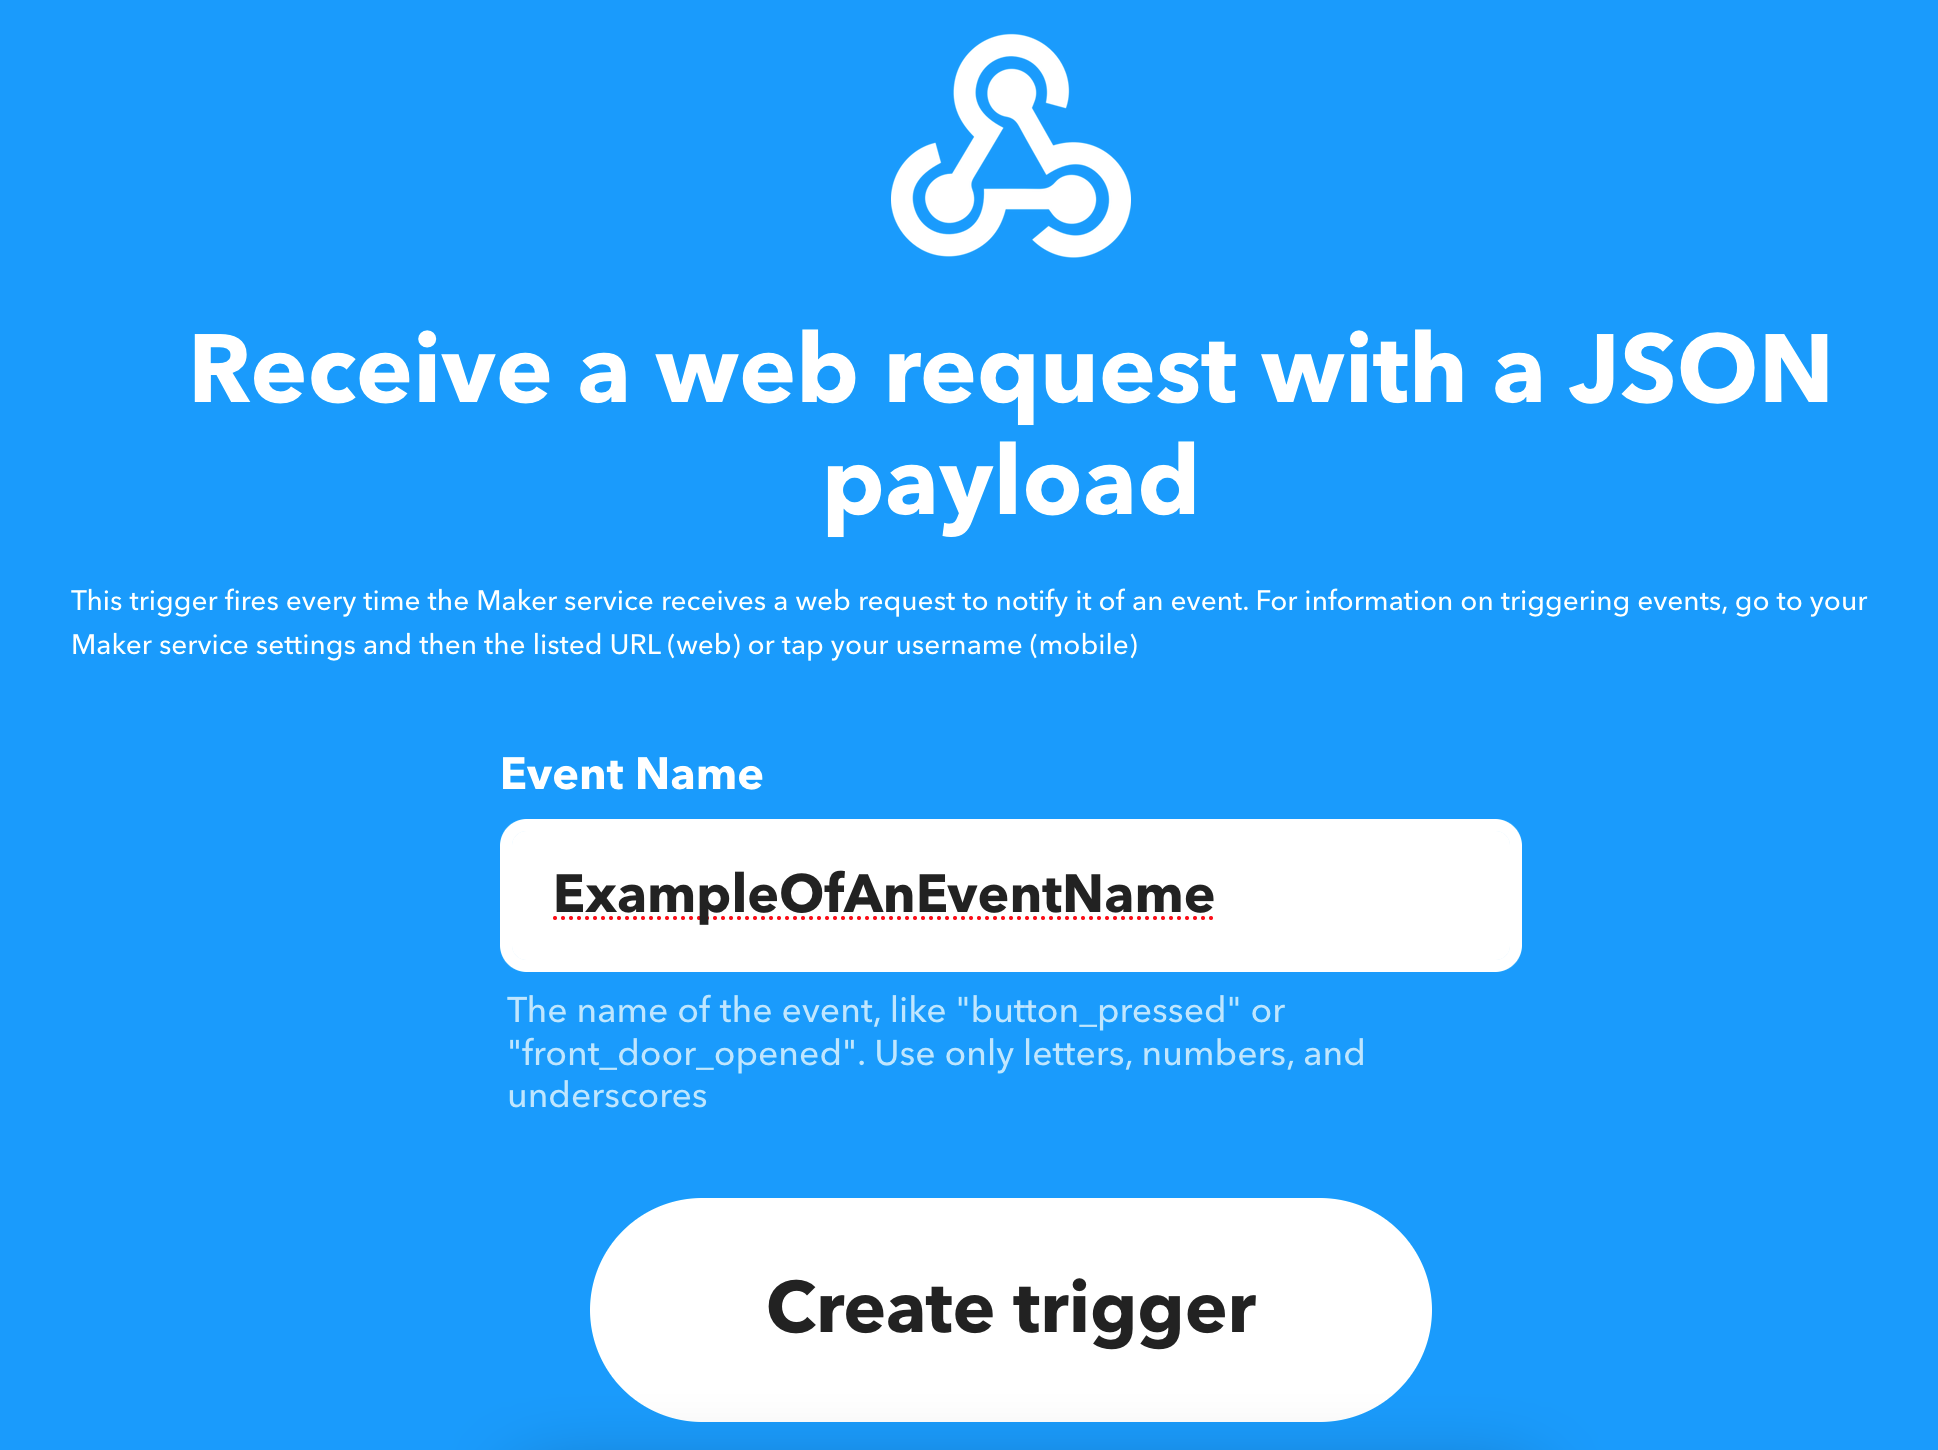 Receive a web request with a JSON
payload
This trigger fires every time the Maker service receives a web request to notify it of an event. For information on triggering events, go to your
Maker service settings and then the listed URL (web) or tap your username (mobile)
Event Name
ExampleOfAnEventName
The name of the event, like "button_pressed" or
"front_door_opened". Use only letters, numbers, and
underscores
Create trigger